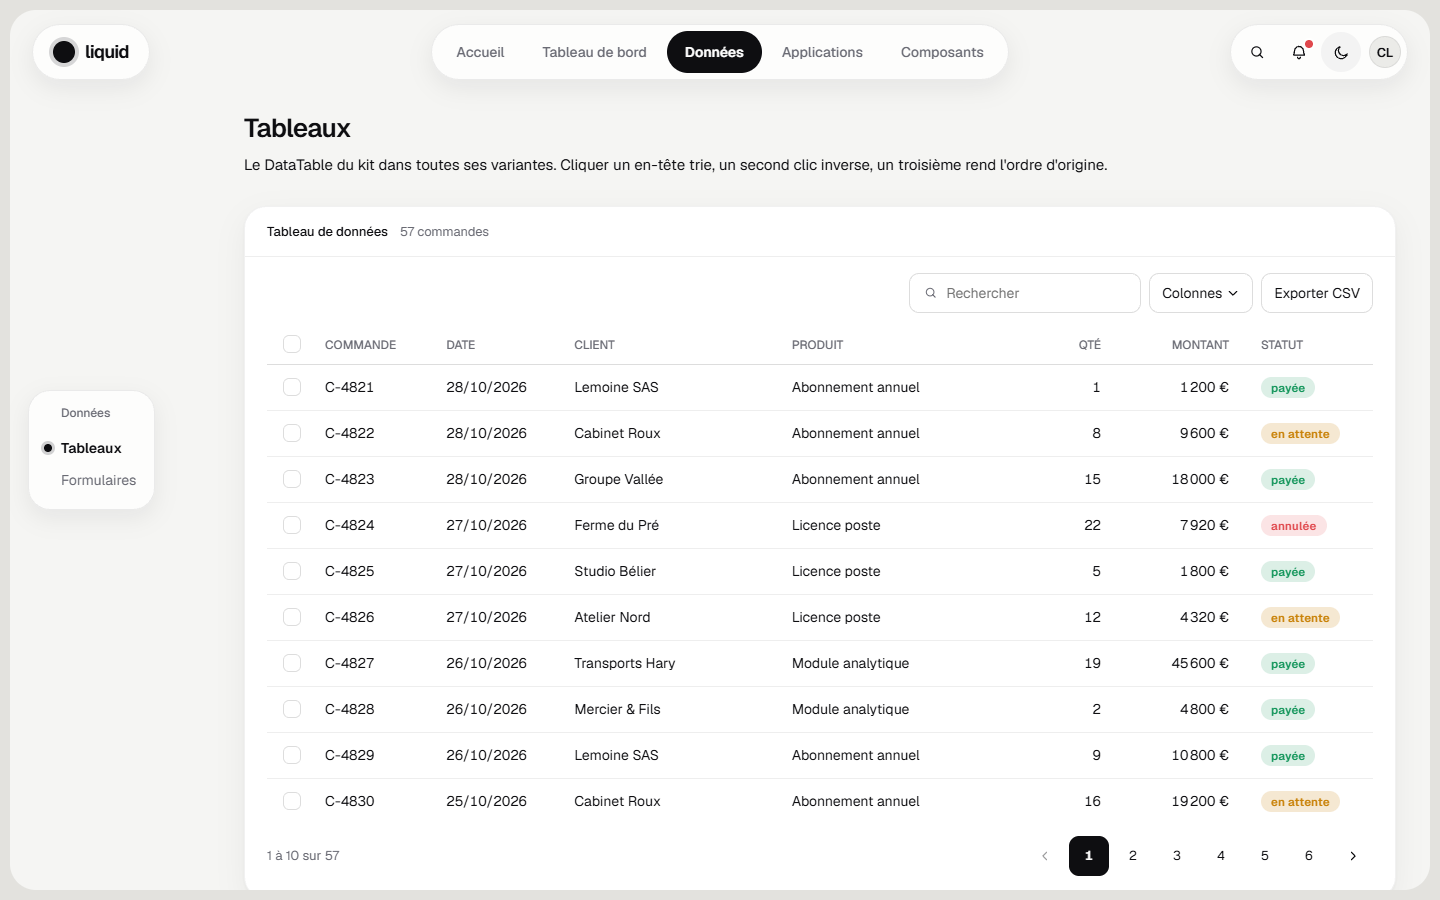 liquid
Accueil Tableau de bord Données Applications Composants
CL
Tableaux
Le DataTable du kit dans toutes ses variantes. Cliquer un en-tête trie, un second clic inverse, un troisième rend l'ordre d'origine.
Données
Tableaux
Formulaires
Tableau de données 57 commandes
Rechercher Colonnes Exporter CSV
COMMANDE DATE CLIENT PRODUIT QTÉ MONTANT STATUT
C-4821 28/10/2026 Lemoine SAS Abonnement annuel 1 1 200 € payée
C-4822 28/10/2026 Cabinet Roux Abonnement annuel 8 9 600 € en attente
C-4823 28/10/2026 Groupe Vallée Abonnement annuel 15 18 000 € payée
C-4824 27/10/2026 Ferme du Pré Licence poste 22 7 920 € annulée
C-4825 27/10/2026 Studio Bélier Licence poste 5 1 800 € payée
C-4826 27/10/2026 Atelier Nord Licence poste 12 4 320 € en attente
C-4827 26/10/2026 Transports Hary Module analytique 19 45 600 € payée
C-4828 26/10/2026 Mercier & Fils Module analytique 2 4 800 € payée
C-4829 26/10/2026 Lemoine SAS Abonnement annuel 9 10 800 € payée
C-4830 25/10/2026 Cabinet Roux Abonnement annuel 16 19 200 € en attente
1 à 10 sur 57 1 2 3 4 5 6